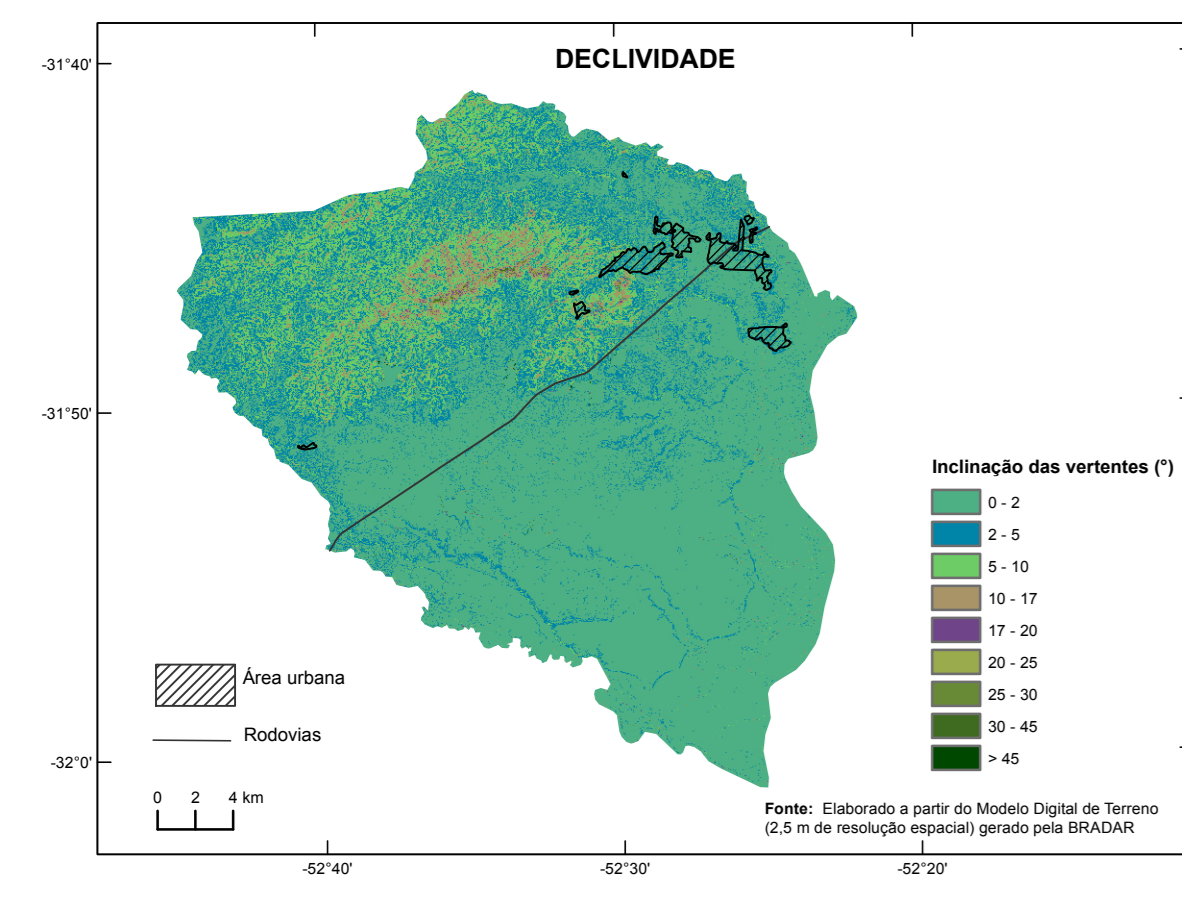 DECLIVIDADE
-31°40'
-31°50'
-32°0'
Inclinação das vertentes (°)
0 - 2
2 - 5
5 - 10
10 - 17
17 - 20
20 - 25
25 - 30
30 - 45
> 45
Área urbana
Rodovias
0 2 4 km
Fonte: Elaborado a partir do Modelo Digital de Terreno
(2,5 m de resolução espacial) gerado pela BRADAR
-52°40' -52°30' -52°20'